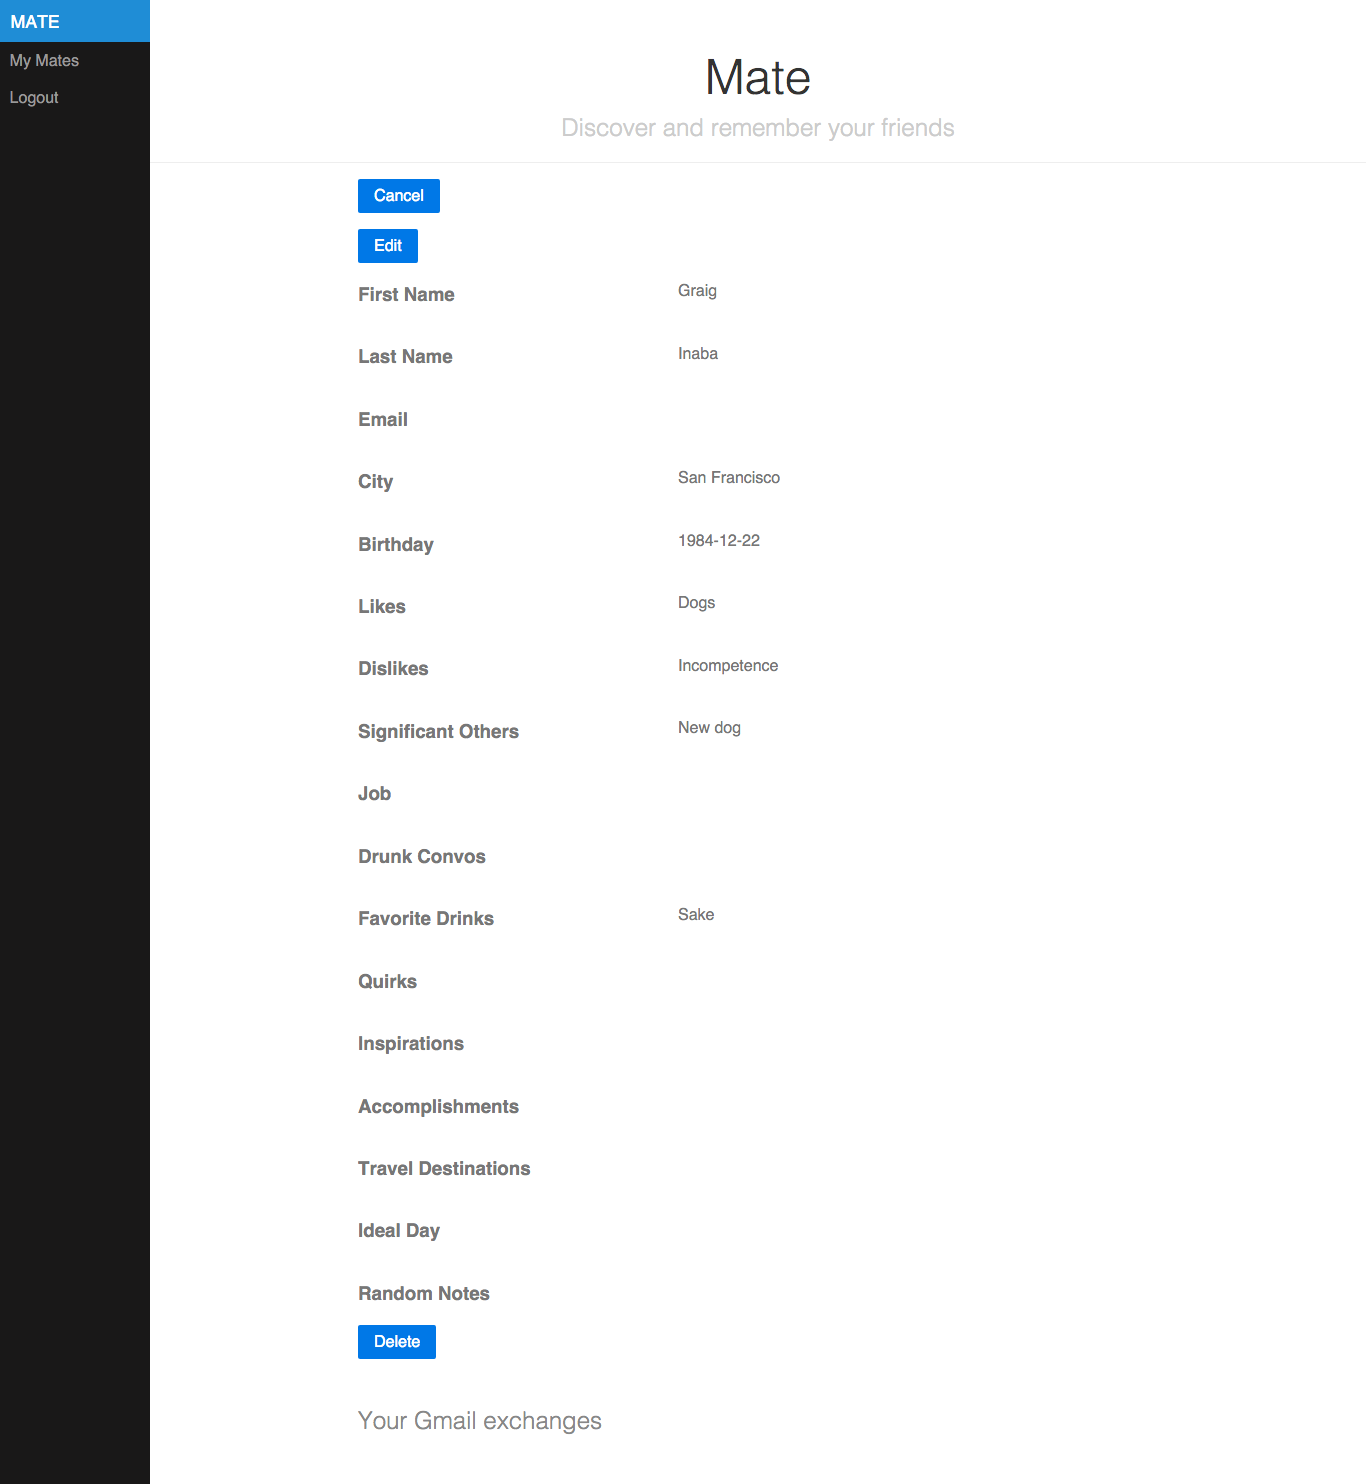 MATE
My Mates
Logout
Mate
Discover and remember your friends
Cancel
Edit
First Name Graig
Last Name Inaba
Email
City San Francisco
Birthday 1984-12-22
Likes Dogs
Dislikes Incompetence
Significant Others New dog
Job
Drunk Convos
Favorite Drinks Sake
Quirks
Inspirations
Accomplishments
Travel Destinations
Ideal Day
Random Notes
Delete
Your Gmail exchanges